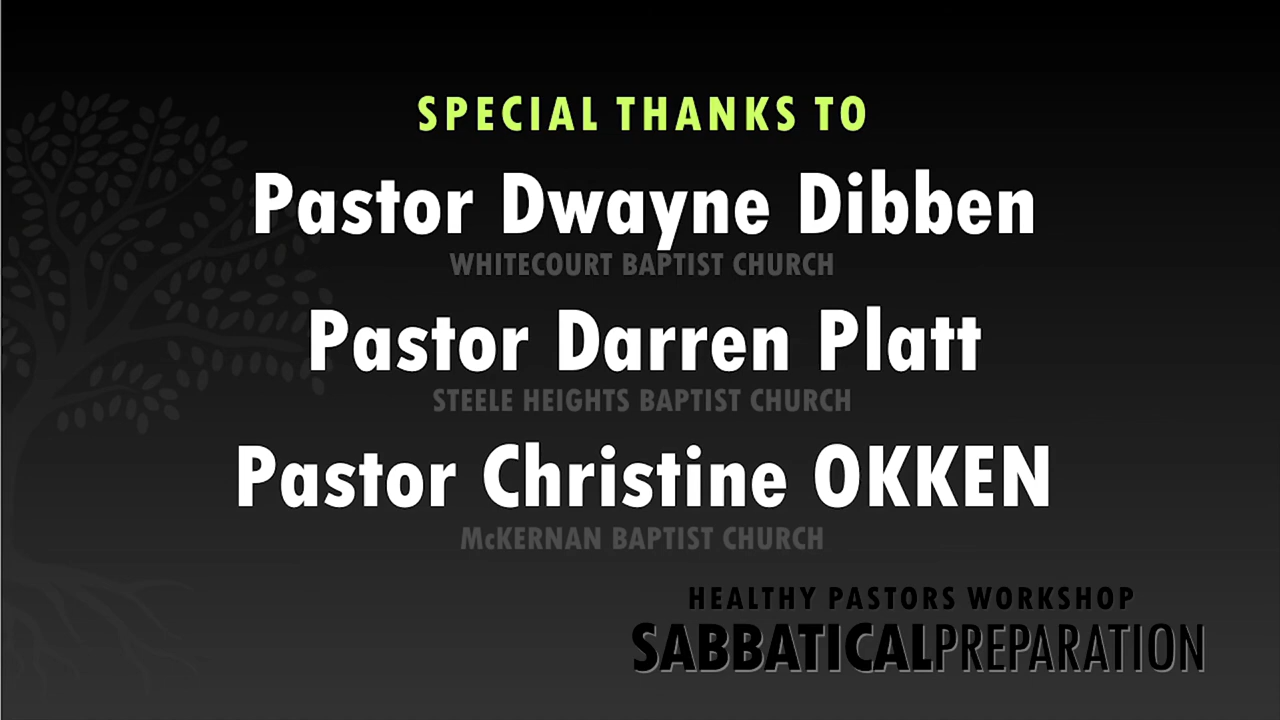 SPECIAL THANKS TO
Pastor Dwayne Dibben
WHITECOURT BAPTIST CHURCH
Pastor Darren Platt
STEELE HEIGHTS BAPTIST CHURCH
Pastor Christine OKKEN
McKERNAN BAPTIST CHURCH
HEALTHY PASTORS WORKSHOP
SABBATICALPREPARATION